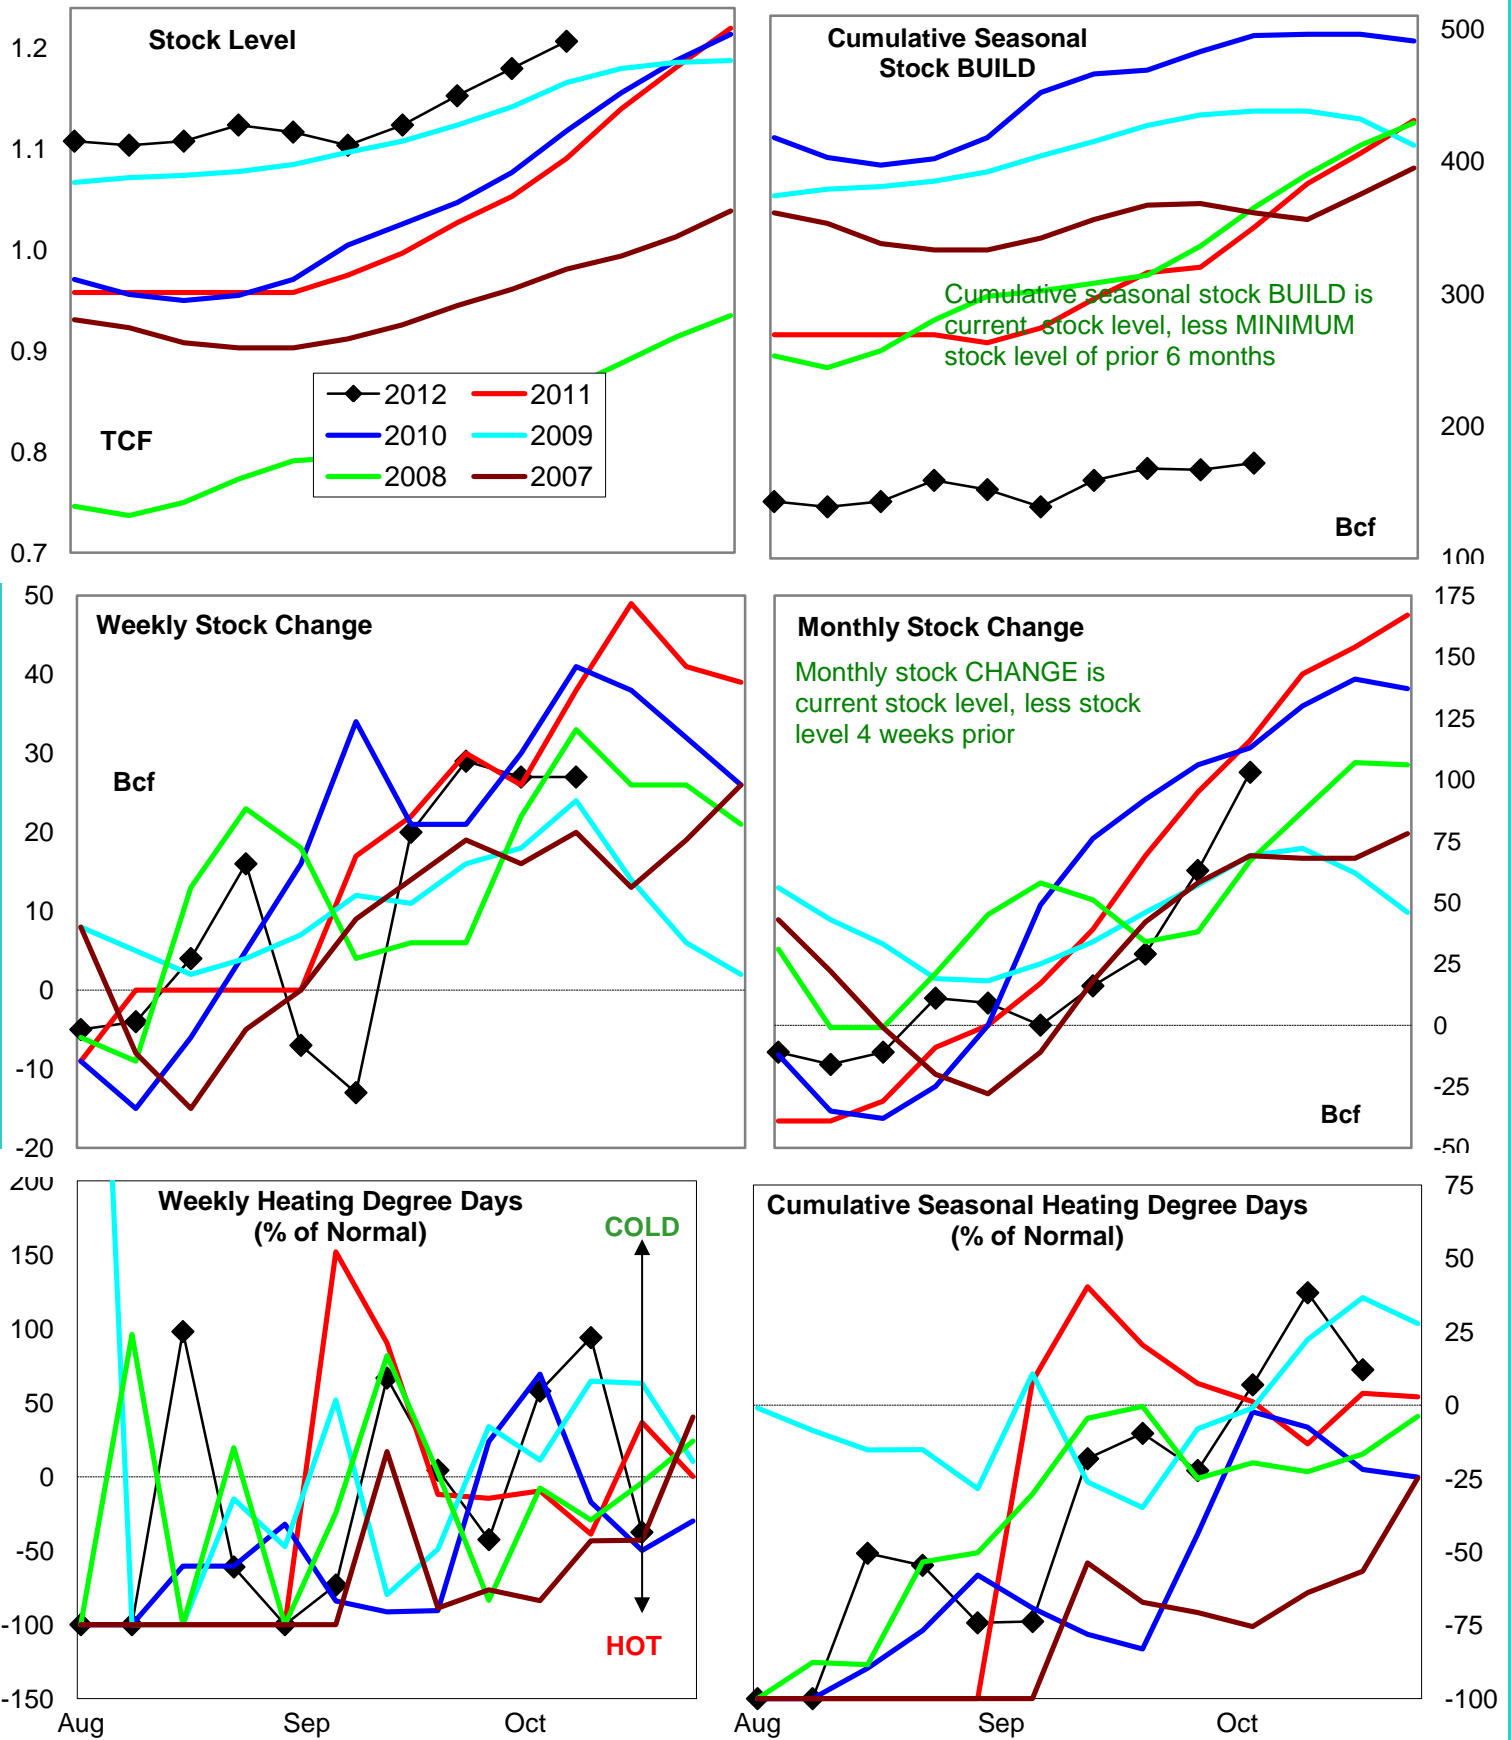 Stock Level
1.2
1.1
1.0
0.9
0.8
0.7
TCF
2012
2011
2010
2009
2008
2007
Cumulative Seasonal
Stock BUILD
500
400
300
200
100
Cumulative seasonal stock BUILD is
current stock level, less MINIMUM
stock level of prior 6 months
Bcf
Weekly Stock Change
50
40
30
20
10
0
-10
-20
Bcf
Monthly Stock Change
Monthly stock CHANGE is
current stock level, less stock
level 4 weeks prior
175
150
125
100
75
50
25
0
-25
-50
Bcf
Weekly Heating Degree Days
(% of Normal)
200
150
100
50
0
-50
-100
-150
COLD
HOT
Aug
Sep
Oct
Cumulative Seasonal Heating Degree Days
(% of Normal)
75
50
25
0
-25
-50
-75
-100
Aug
Sep
Oct